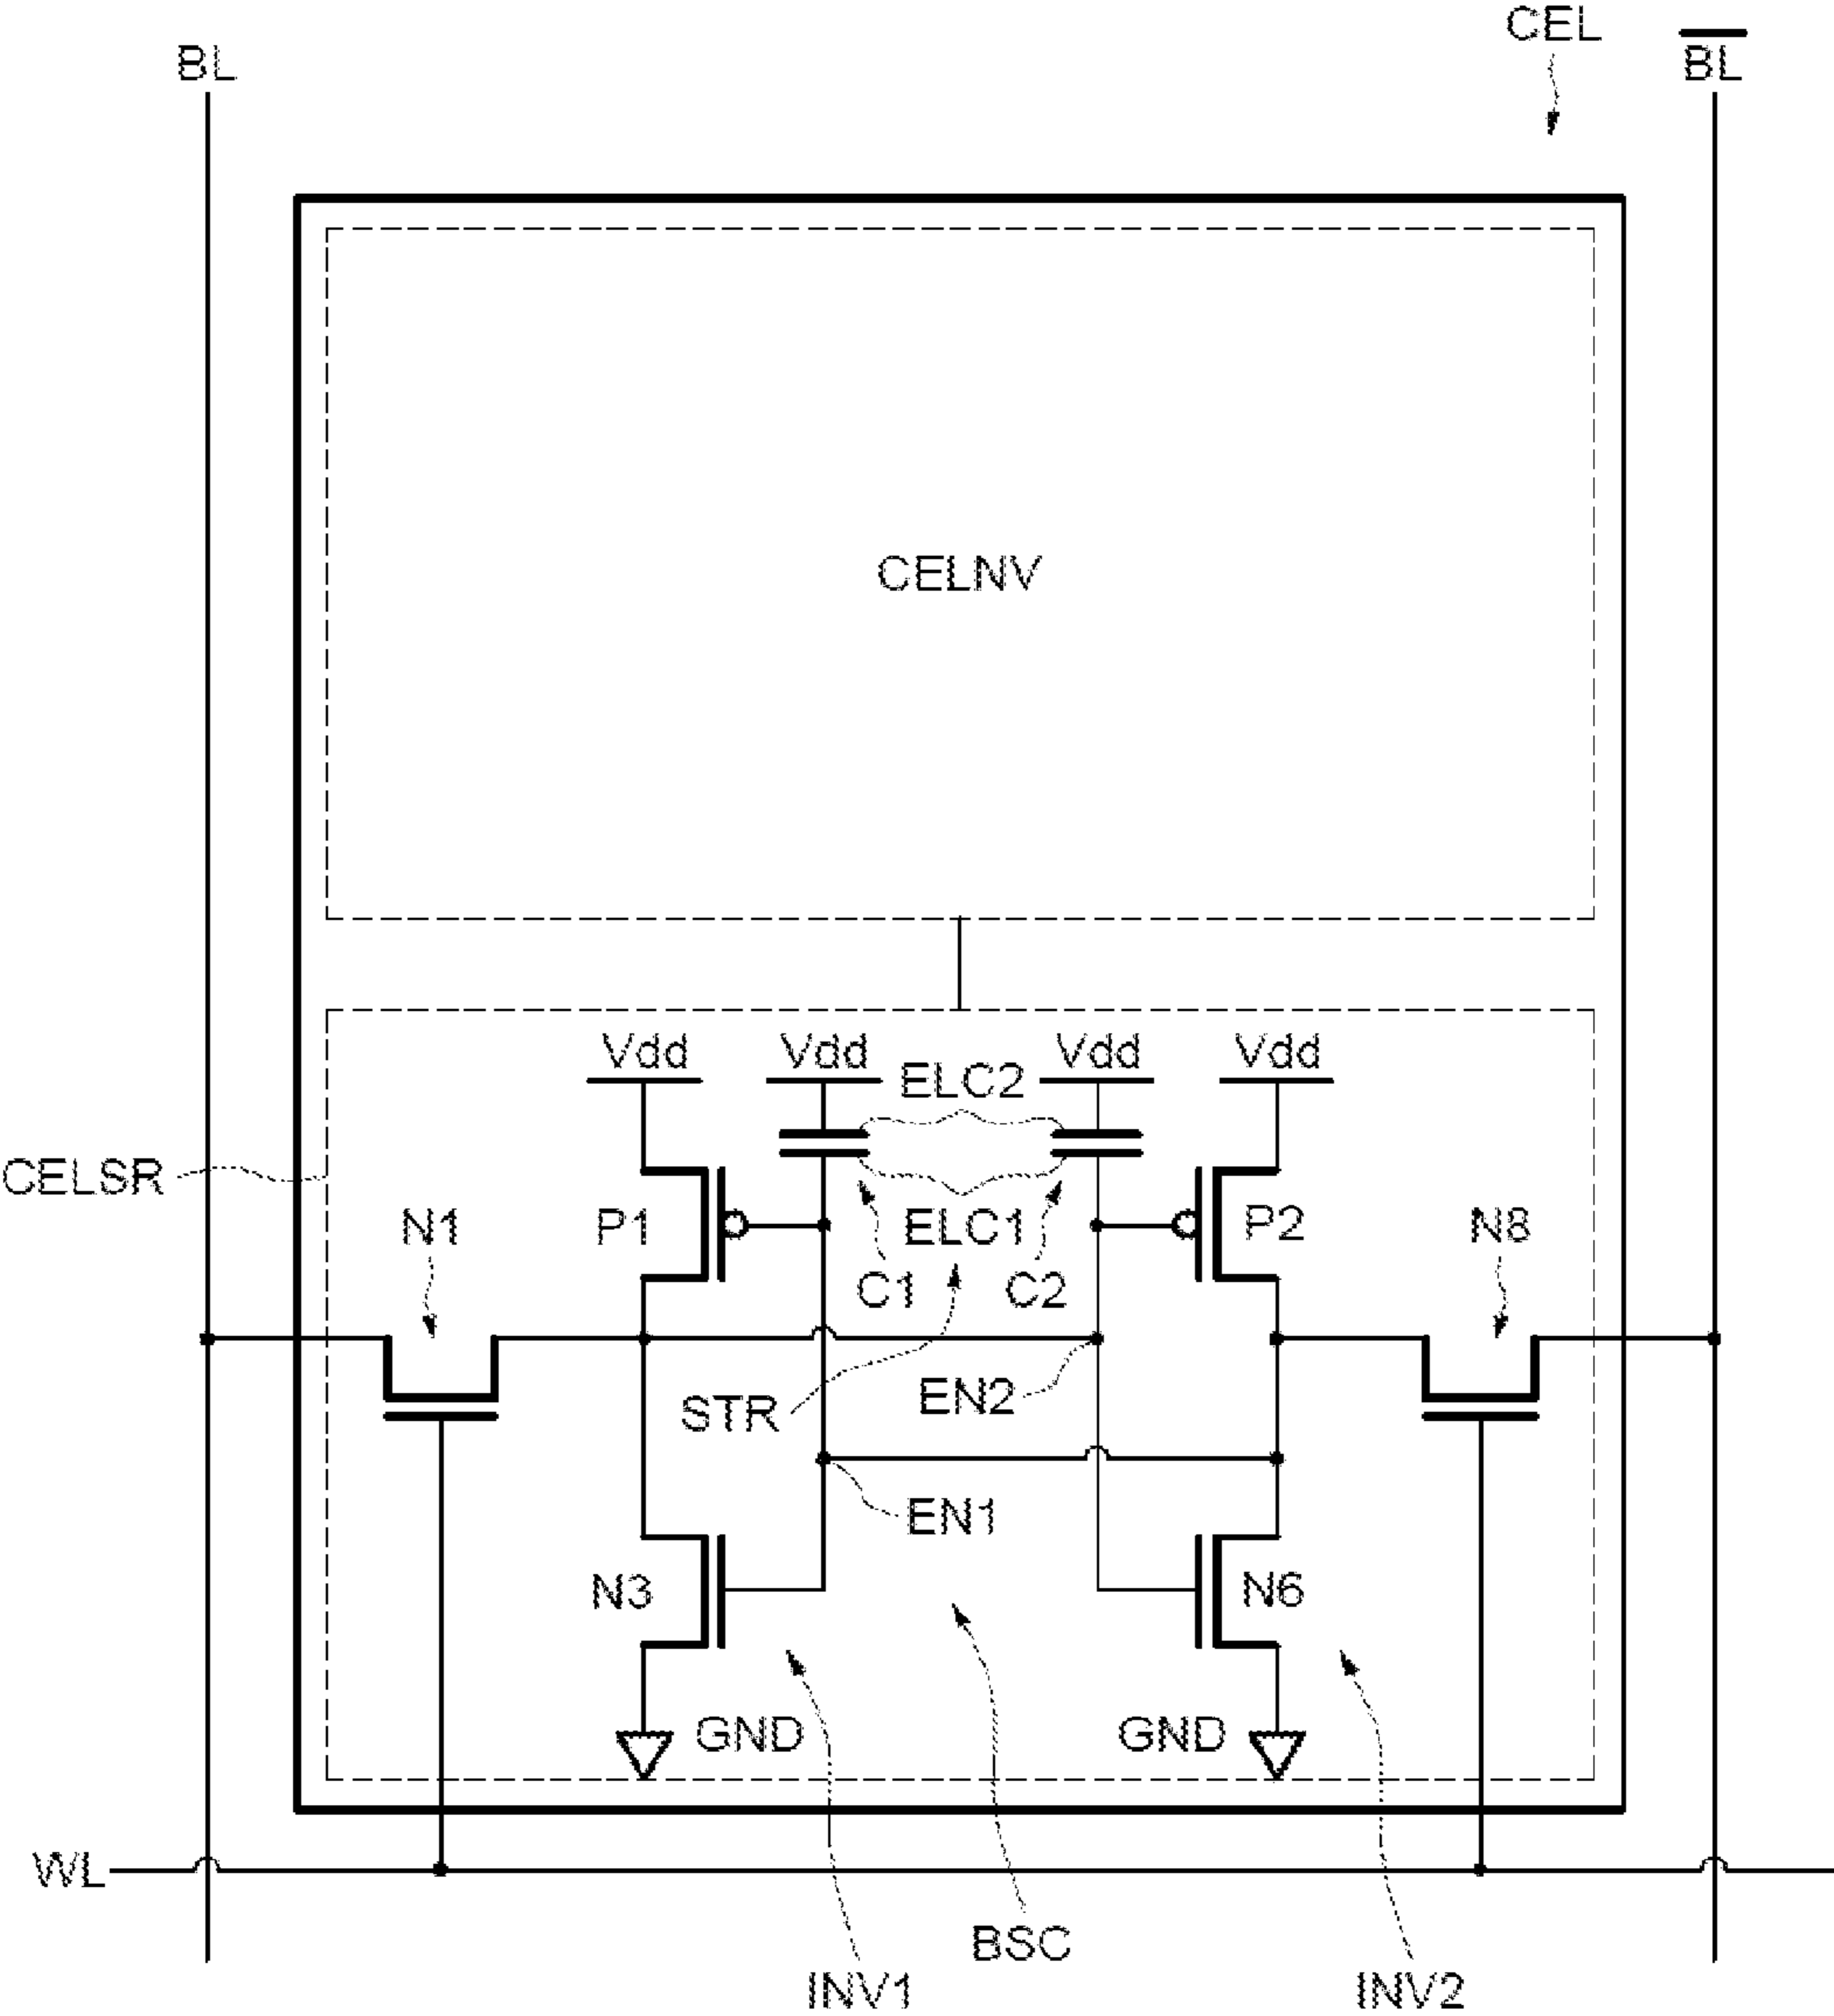 CEL
BL
B̅L̅
CELNV
Vdd Vdd Vdd Vdd
ELC2
CELSR
N1 P1 ELC1 P2 N8
C1 C2
STR EN2
EN1
N3 N6
GND GND
WL
BSC
INV1 INV2